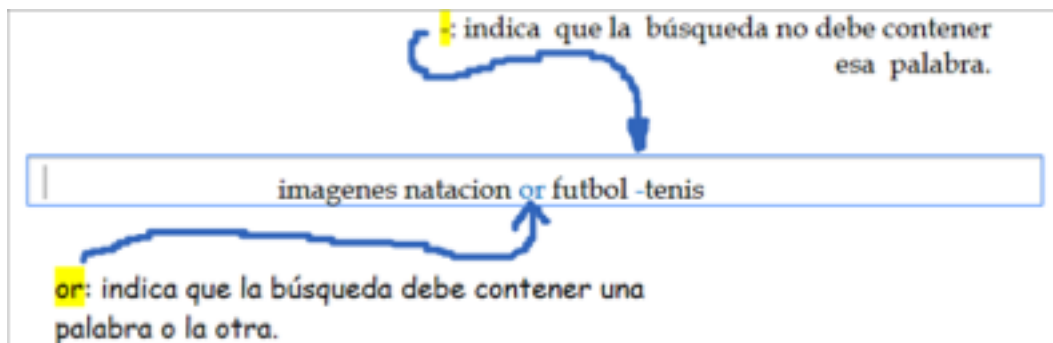 -: indica que la búsqueda no debe contener
esa palabra.
imagenes natacion or futbol -tenis
or: indica que la búsqueda debe contener una
palabra o la otra.